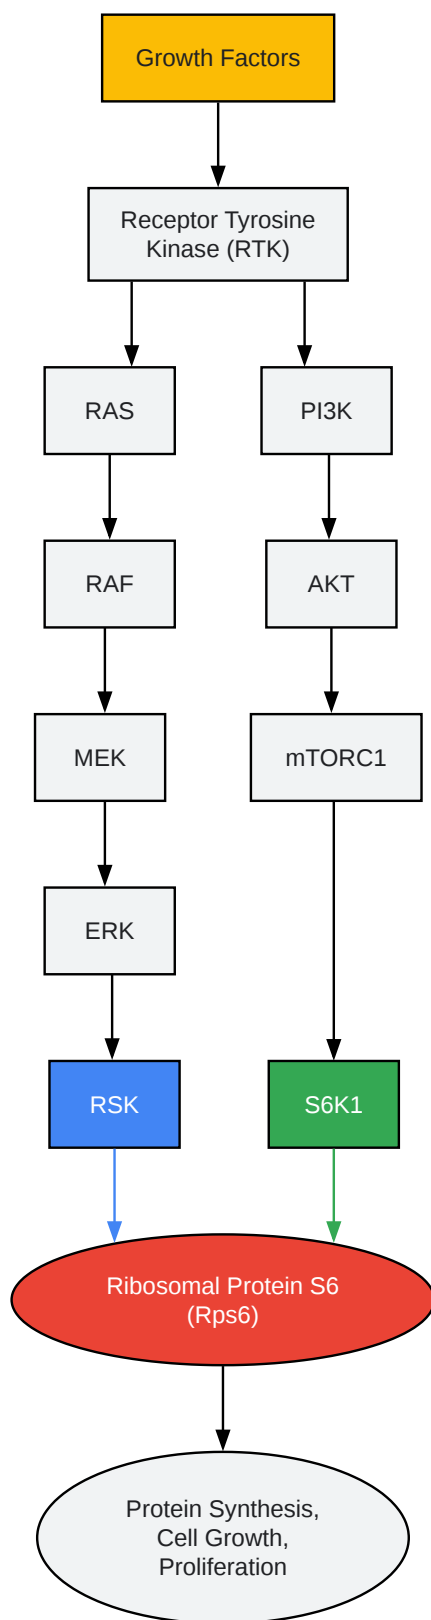 Growth Factors
Receptor Tyrosine
Kinase (RTK)
RAS
PI3K
RAF
AKT
MEK
mTORC1
ERK
RSK
S6K1
Ribosomal Protein S6
(Rps6)
Protein Synthesis,
Cell Growth,
Proliferation